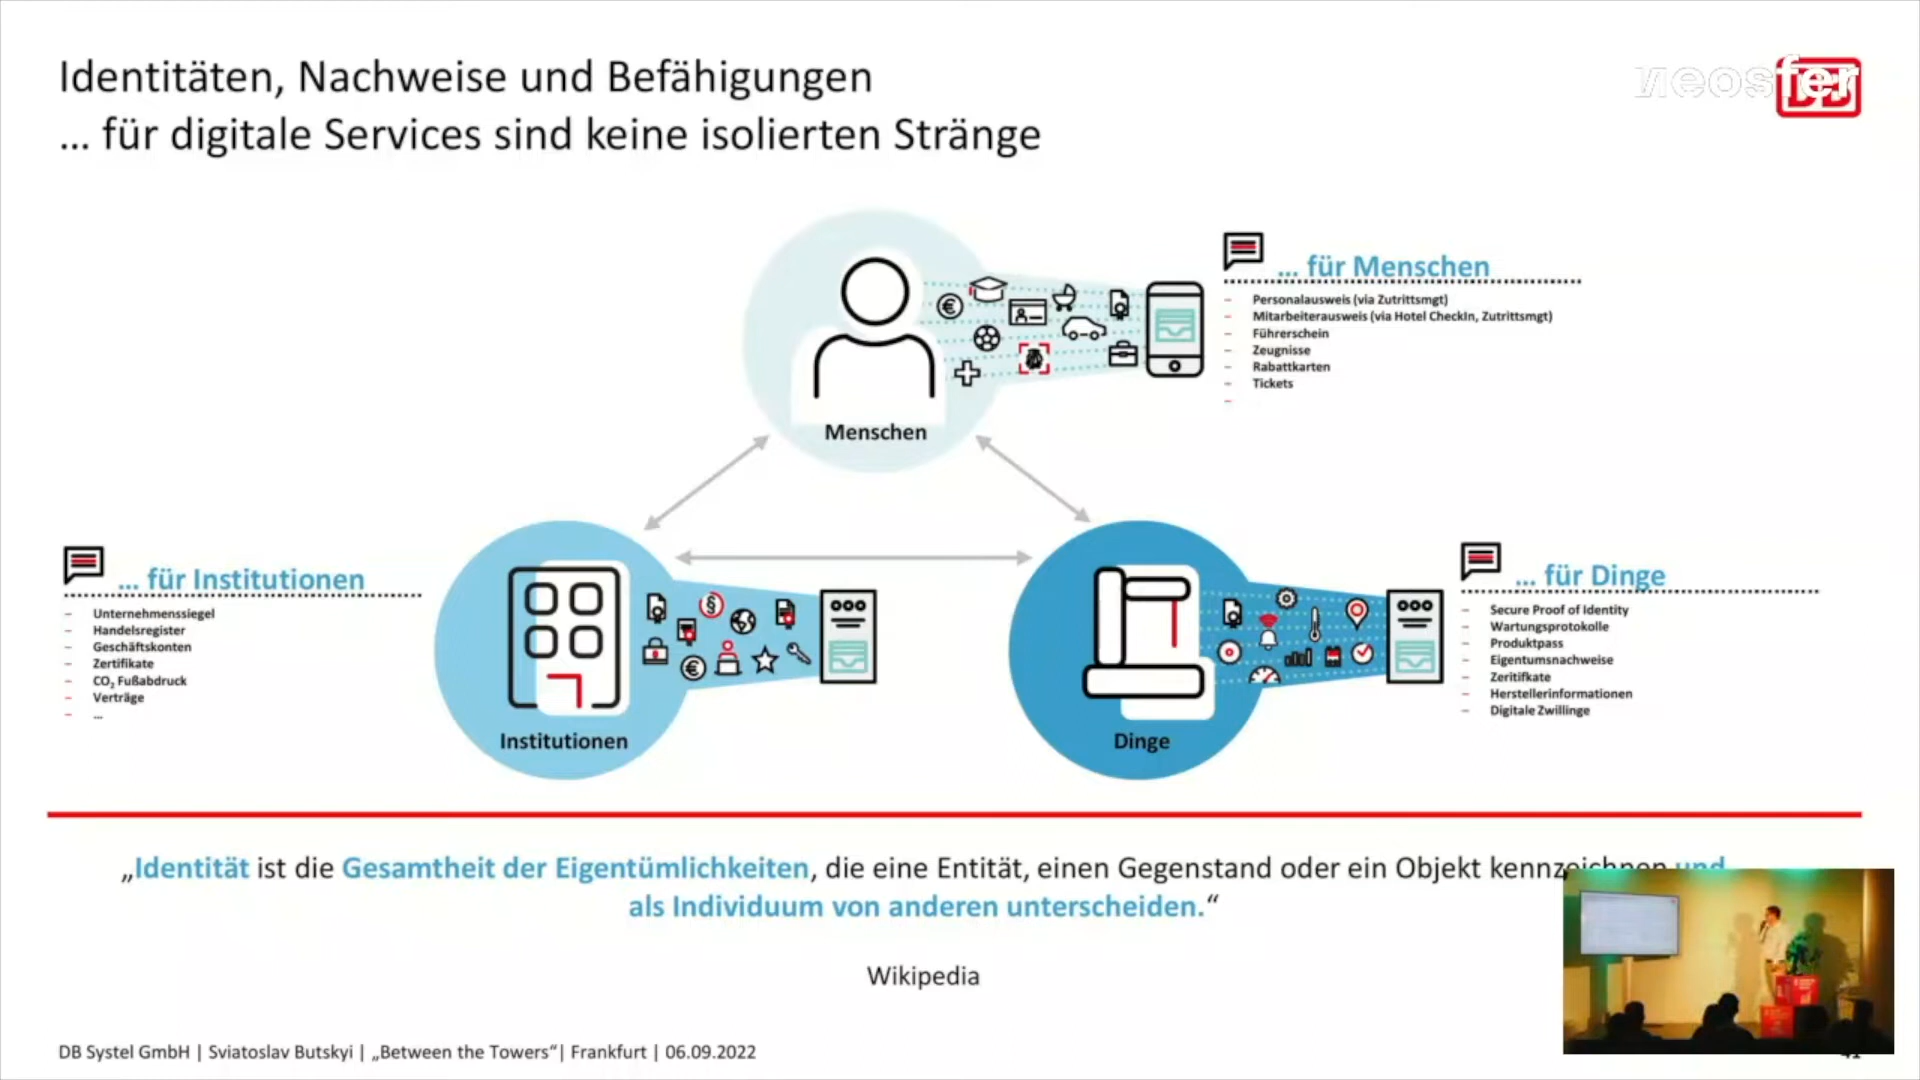 Identitäten, Nachweise und Befähigungen
... für digitale Services sind keine isolierten Stränge
neosfer
DB
... für Menschen
– Personalausweis (via Zutrittsmgt)
– Mitarbeiterausweis (via Hotel CheckIn, Zutrittsmgt)
– Führerschein
– Zeugnisse
– Rabattkarten
– Tickets
–
Menschen
... für Institutionen
– Unternehmenssiegel
– Handelsregister
– Geschäftskonten
– Zertifikate
– CO₂ Fußabdruck
– Verträge
– ...
Institutionen
Dinge
... für Dinge
– Secure Proof of Identity
– Wartungsprotokolle
– Produktpass
– Eigentumsnachweise
– Zeritifkate
– Herstellerinformationen
– Digitale Zwillinge
„Identität ist die Gesamtheit der Eigentümlichkeiten, die eine Entität, einen Gegenstand oder ein Objekt kennzeichnen und
als Individuum von anderen unterscheiden.“
Wikipedia
DB Systel GmbH | Sviatoslav Butskyi | „Between the Towers“| Frankfurt | 06.09.2022